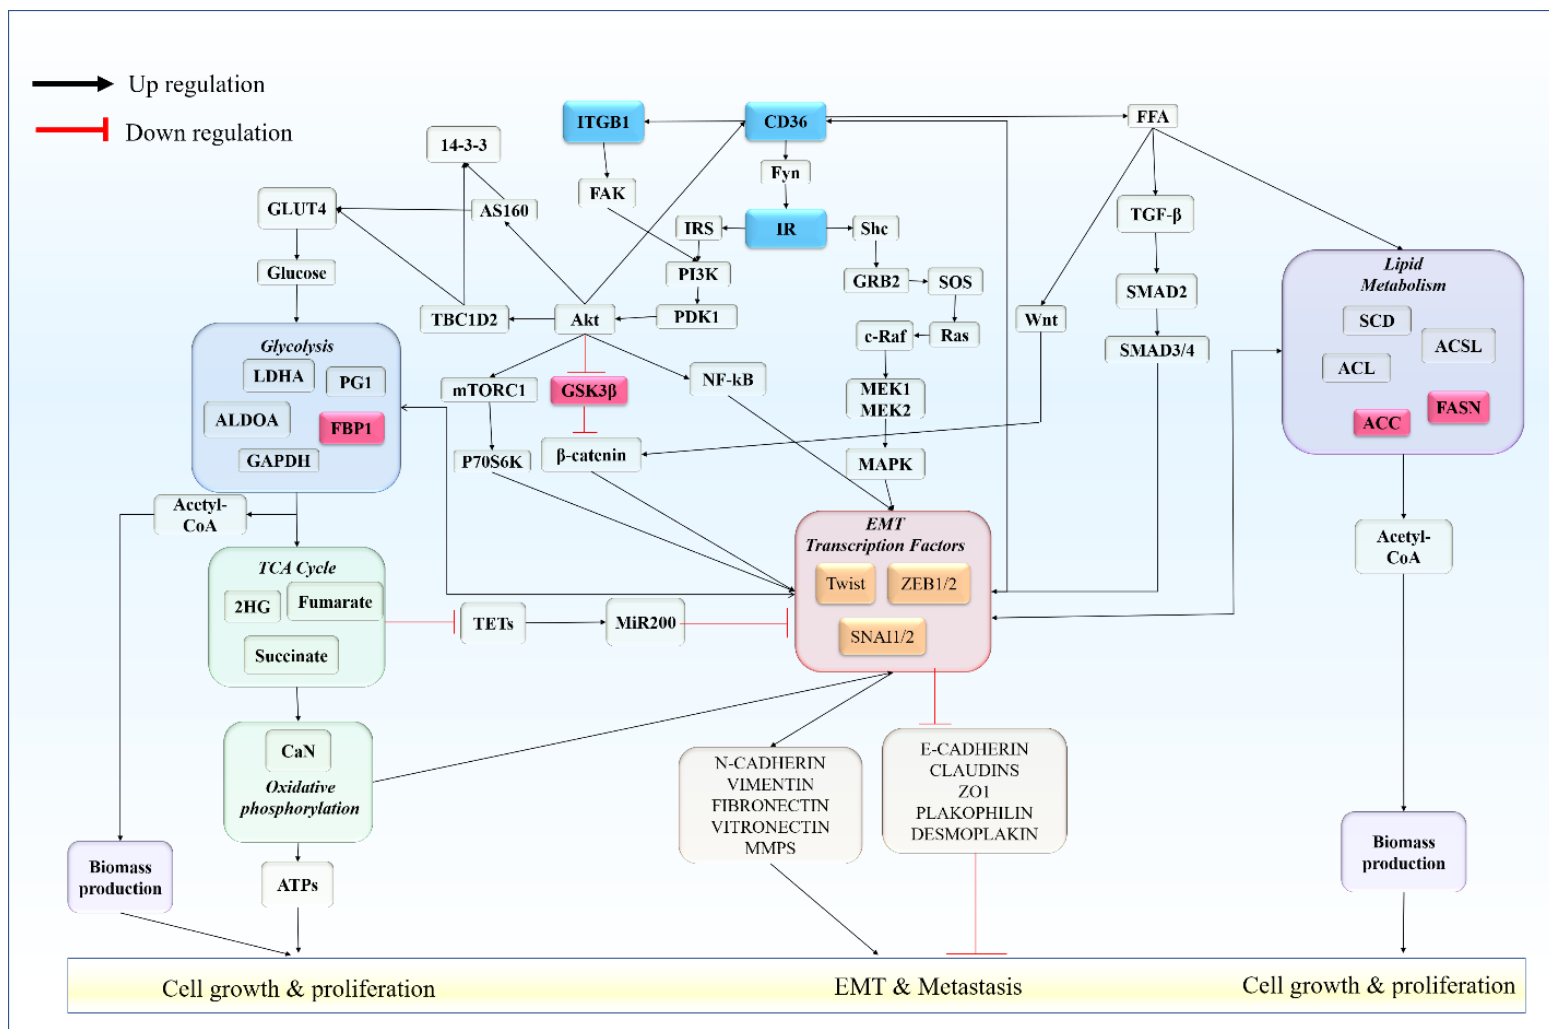 Up regulation
Down regulation
ITGB1
CD36
FFA
14-3-3
Fyn
FAK
GLUT4
AS160
TGF-β
IRS
IR
Shc
Glucose
PI3K
GRB2
SOS
Lipid
Metabolism
SMAD2
TBC1D2
Akt
PDK1
Wnt
SCD
c-Raf
Ras
SMAD3/4
ACSL
Glycolysis
LDHA
PG1
ACL
mTORC1
GSK3β
NF-kB
MEK1
MEK2
ALDOA
FBP1
ACC
FASN
GAPDH
P70S6K
β-catenin
MAPK
Acetyl-
CoA
EMT
Transcription Factors
Acetyl-
CoA
TCA Cycle
2HG
Fumarate
Succinate
TETs
MiR200
Twist
ZEB1/2
SNAI1/2
CaN
Oxidative
phosphorylation
N-CADHERIN
VIMENTIN
FIBRONECTIN
VITRONECTIN
MMPS
E-CADHERIN
CLAUDINS
ZO1
PLAKOPHILIN
DESMOPLAKIN
Biomass
production
ATPs
Biomass
production
Cell growth & proliferation
EMT & Metastasis
Cell growth & proliferation